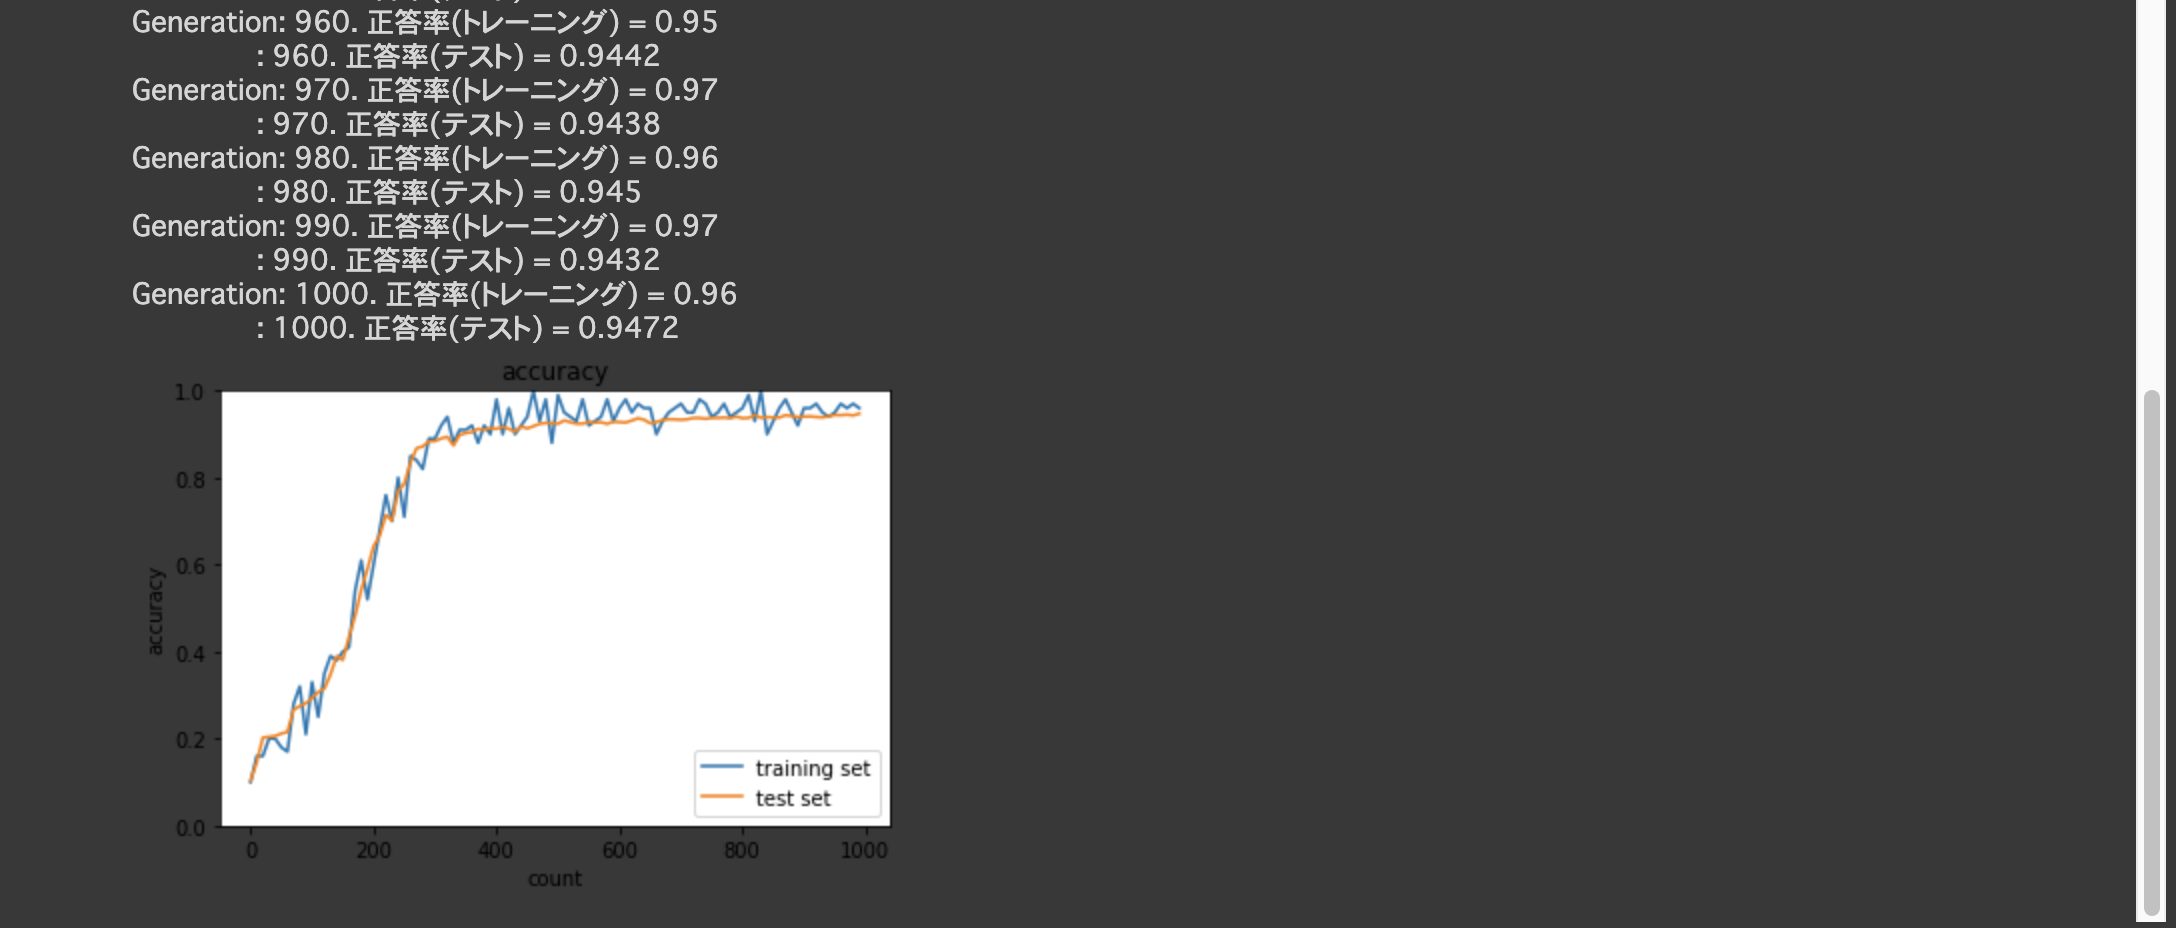 Generation: 960. 正答率(トレーニング) = 0.95
: 960. 正答率(テスト) = 0.9442
Generation: 970. 正答率(トレーニング) = 0.97
: 970. 正答率(テスト) = 0.9438
Generation: 980. 正答率(トレーニング) = 0.96
: 980. 正答率(テスト) = 0.945
Generation: 990. 正答率(トレーニング) = 0.97
: 990. 正答率(テスト) = 0.9432
Generation: 1000. 正答率(トレーニング) = 0.96
: 1000. 正答率(テスト) = 0.9472
accuracy
1.0
0.8
0.6
0.4
0.2
0.0
accuracy
training set
test set
0 200 400 600 800 1000
count